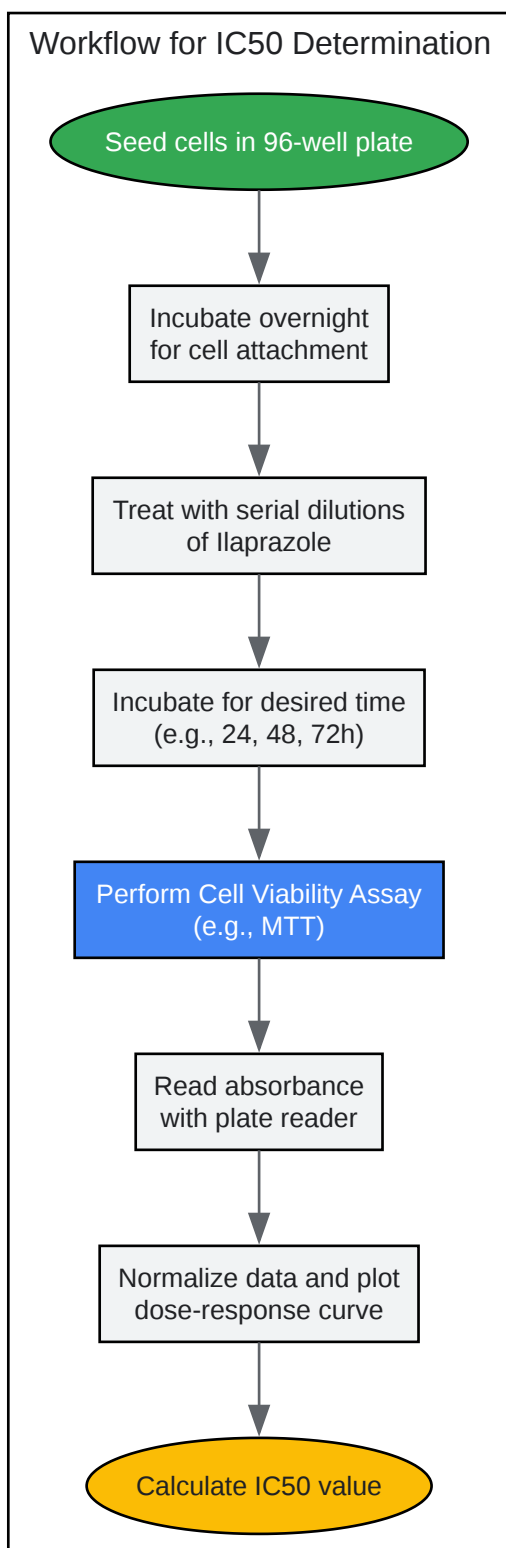 Workflow for IC50 Determination
Seed cells in 96-well plate
Incubate overnight
for cell attachment
Treat with serial dilutions
of Ilaprazole
Incubate for desired time
(e.g., 24, 48, 72h)
Perform Cell Viability Assay
(e.g., MTT)
Read absorbance
with plate reader
Normalize data and plot
dose-response curve
Calculate IC50 value